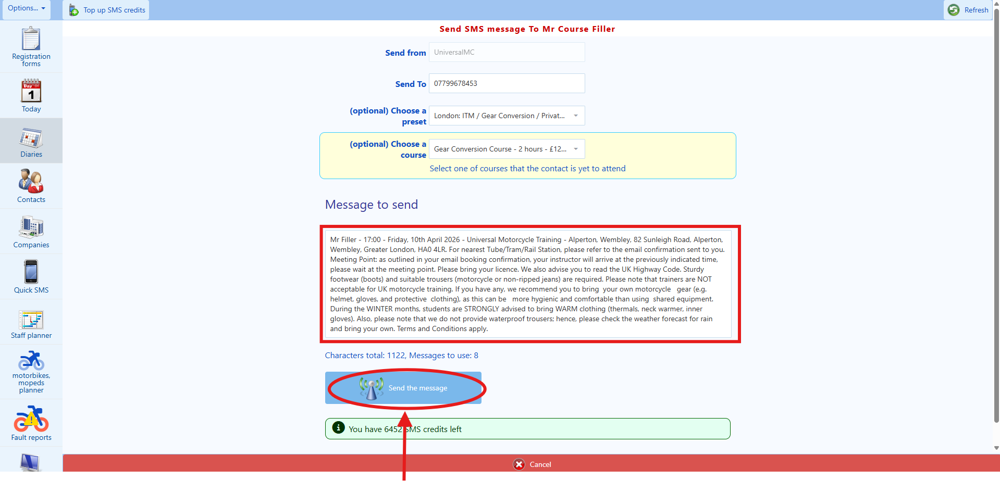 Options...
Top up SMS credits
Refresh
Send SMS message To Mr Course Filler
Registration
forms
Day
1
Today
Diaries
Contacts
Companies
Quick SMS
Staff planner
motorbikes,
mopeds
planner
Fault reports
Send from
UniversalMC
Send To
07799678453
(optional) Choose a
preset
London: ITM / Gear Conversion / Privat...
(optional) Choose a
course
Gear Conversion Course - 2 hours - £12...
Select one of courses that the contact is yet to attend
Message to send
Mr Filler - 17:00 - Friday, 10th April 2026 - Universal Motorcycle Training - Alperton, Wembley, 82 Sunleigh Road, Alperton,
Wembley, Greater London, HA0 4LR. For nearest Tube/Tram/Rail Station, please refer to the email confirmation sent to you.
Meeting Point: as outlined in your email booking confirmation, your instructor will arrive at the previously indicated time,
please wait at the meeting point. Please bring your licence. We also advise you to read the UK Highway Code. Sturdy
footwear (boots) and suitable trousers (motorcycle or non-ripped jeans) are required. Please note that trainers are NOT
acceptable for UK motorcycle training. If you have any, we recommend you to bring  your own motorcycle   gear (e.g.
helmet, gloves, and protective  clothing), as this can be   more hygienic and comfortable than using  shared equipment.
During the WINTER months, students are STRONGLY advised to bring WARM clothing (thermals, neck warmer, inner
gloves). Also, please note that we do not provide waterproof trousers; hence, please check the weather forecast for rain
and bring your own. Terms and Conditions apply.
Characters total: 1122, Messages to use: 8
Send the message
You have 6452 SMS credits left
Cancel